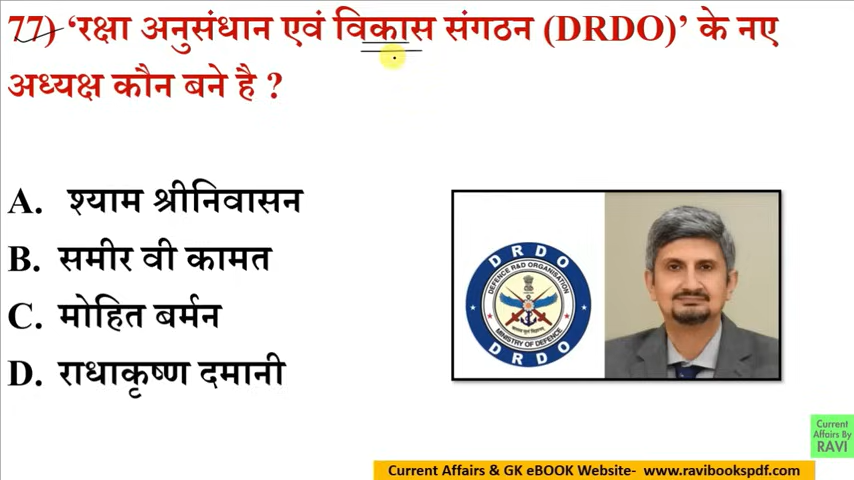 77) ‘रक्षा अनुसंधान एवं विकास संगठन (DRDO)’ के नए
अध्यक्ष कौन बने है ?
A. श्याम श्रीनिवासन
B. समीर वी कामत
C. मोहित बर्मन
D. राधाकृष्ण दमानी
DRDO
DEFENCE R&D ORGANISATION
MINISTRY OF DEFENCE
DRDO
Current
Affairs By
RAVI
Current Affairs & GK eBOOK Website- www.ravibookspdf.com